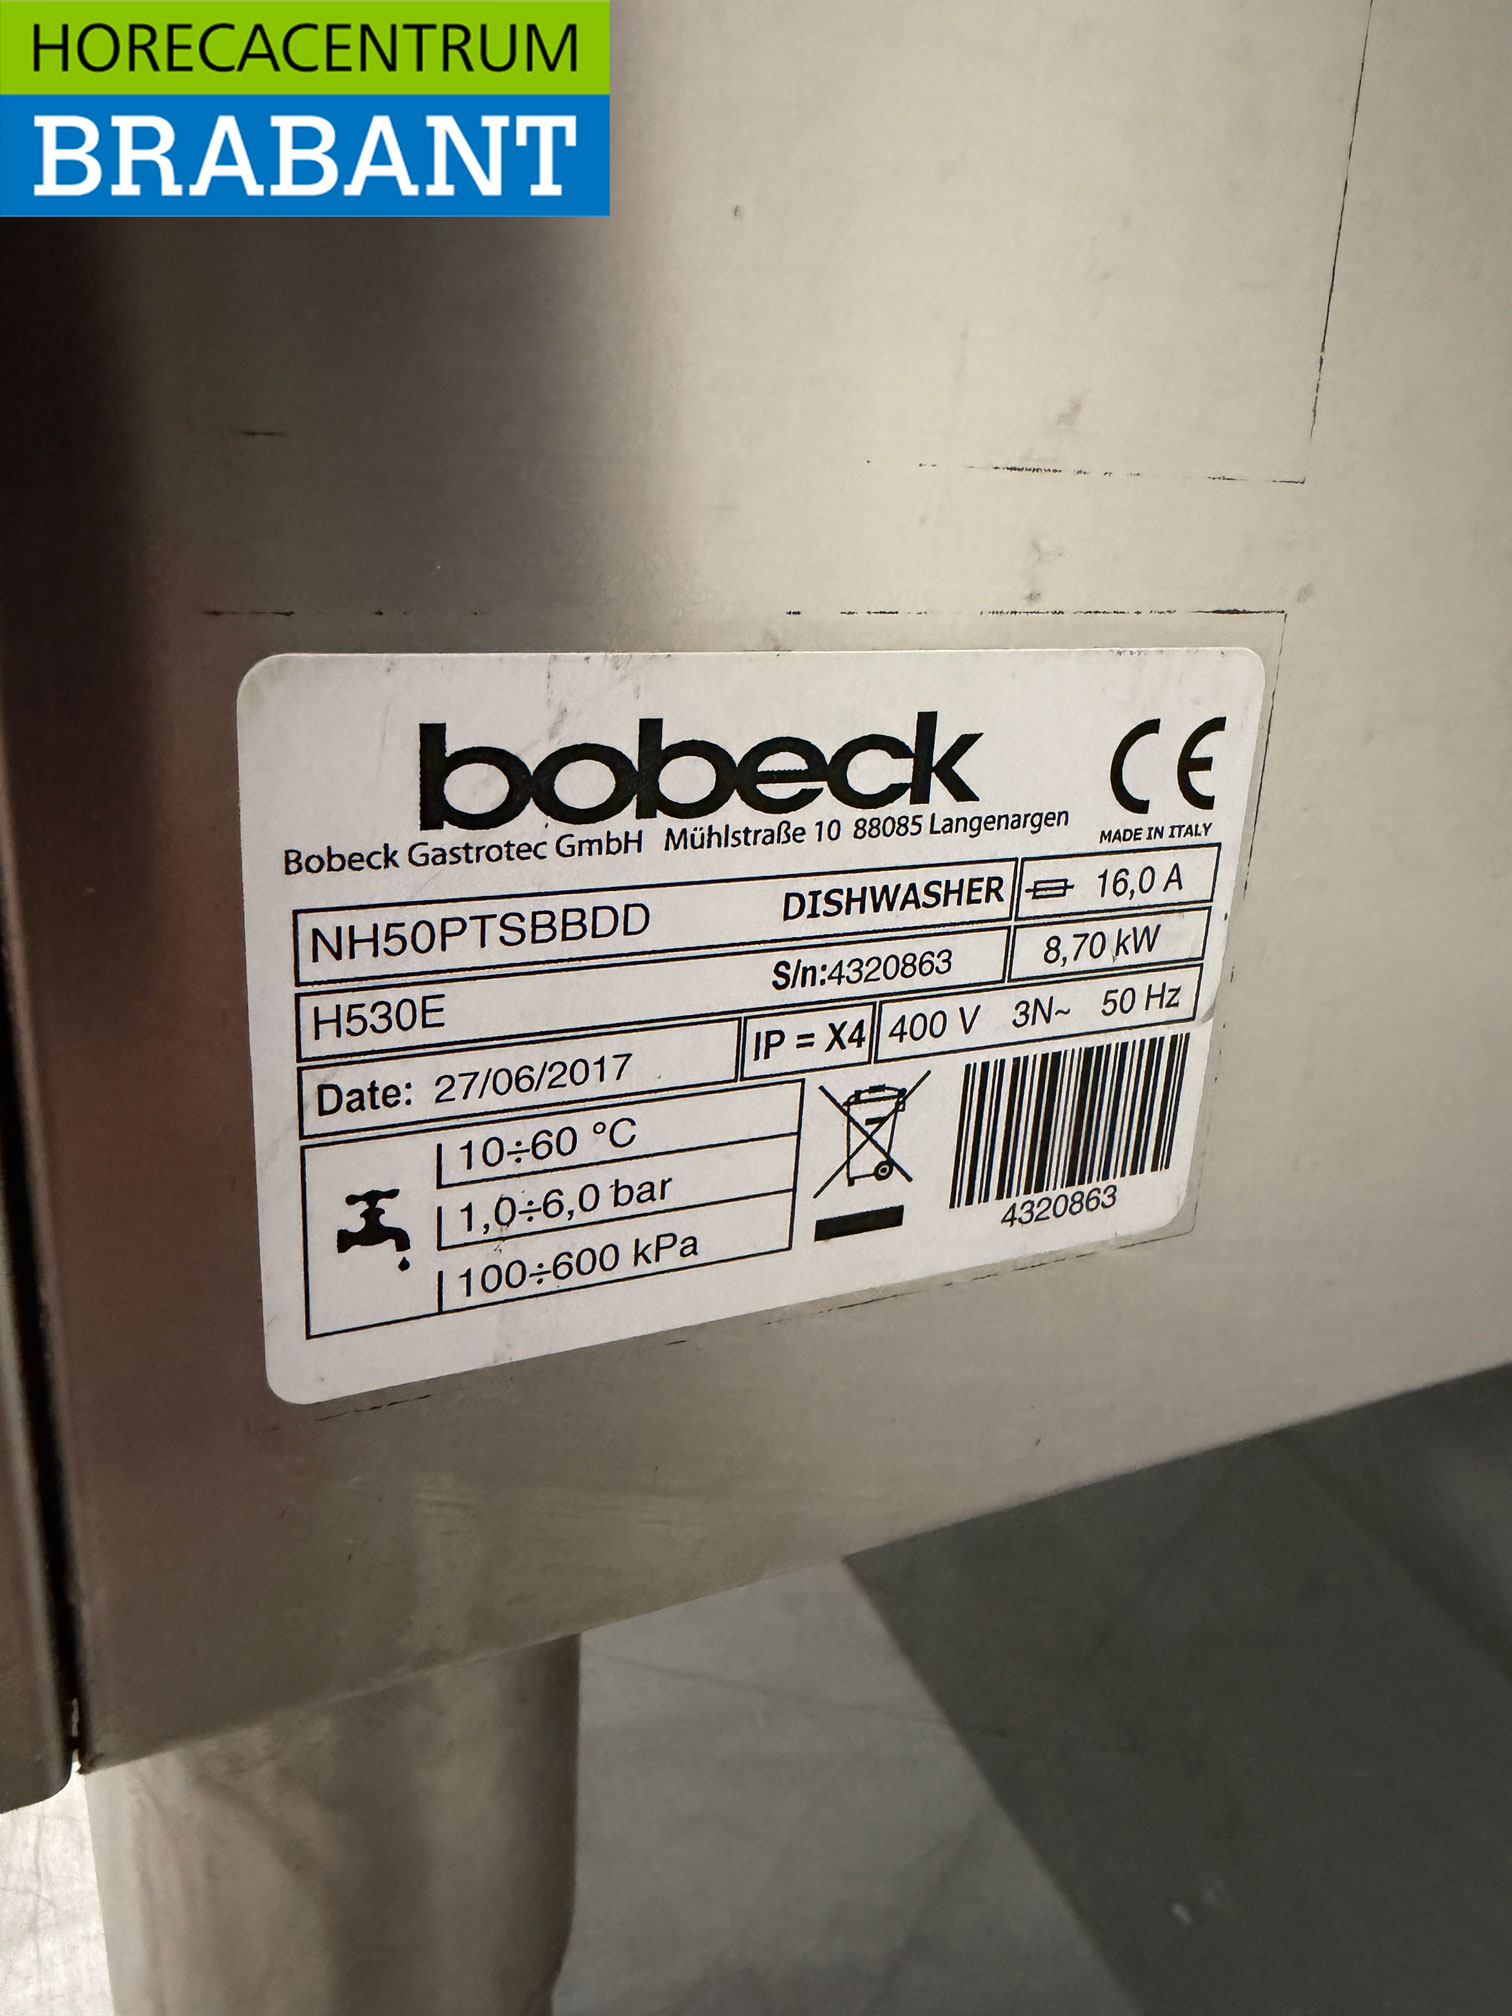 HORECACENTRUM
BRABANT
bobeck
CE
Bobeck Gastrotec GmbH Mühlstraße 10 88085 Langenargen
MADE IN ITALY
NH50PTSBBDD DISHWASHER 16,0 A
H530E S/n:4320863 8,70 kW
Date: 27/06/2017 IP = X4 400 V 3N~ 50 Hz
10÷60 °C
1,0÷6,0 bar
100÷600 kPa
4320863